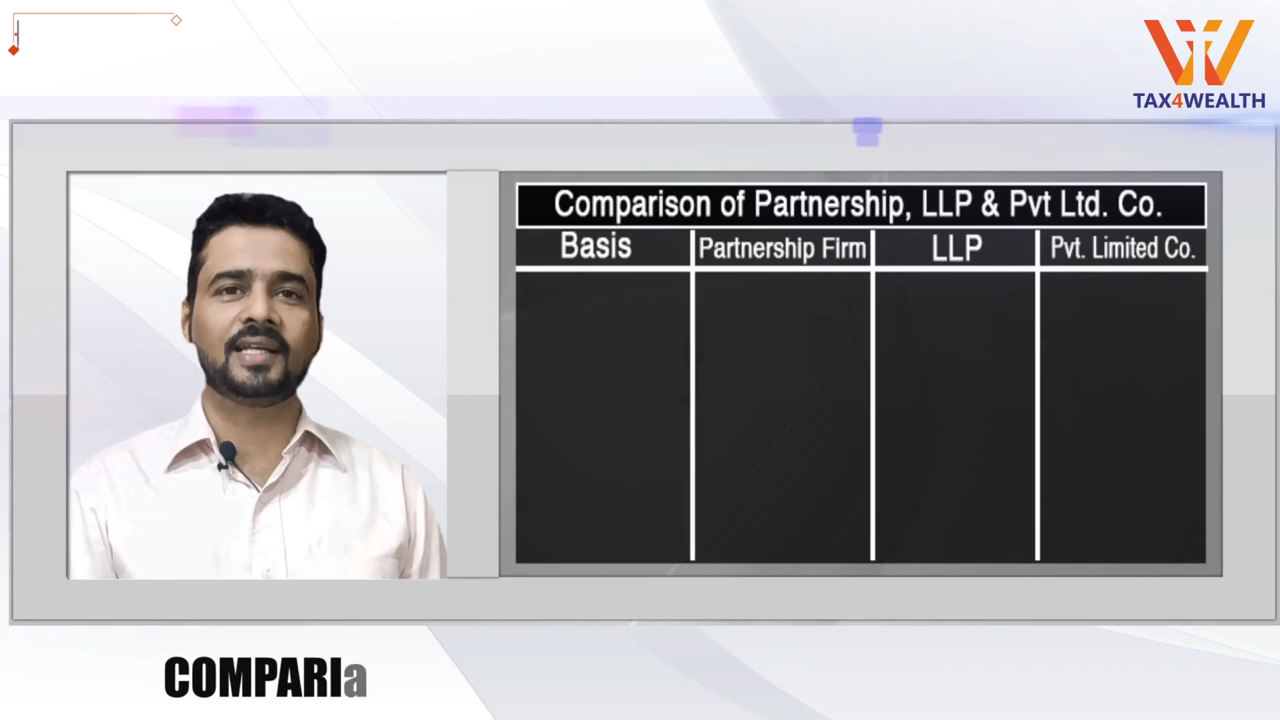 TAX4WEALTH
Comparison of Partnership, LLP & Pvt Ltd. Co.
Basis Partnership Firm LLP Pvt. Limited Co.
COMPARIa